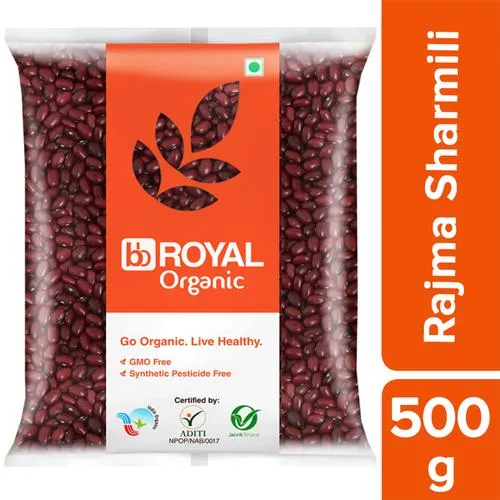 bb ROYAL
Organic
Go Organic. Live Healthy.
GMO Free
Synthetic Pesticide Free
Certified by:
ADITI
NPOP/NAB/0017
Jaivik Bharat
Rajma Sharmili
500
g